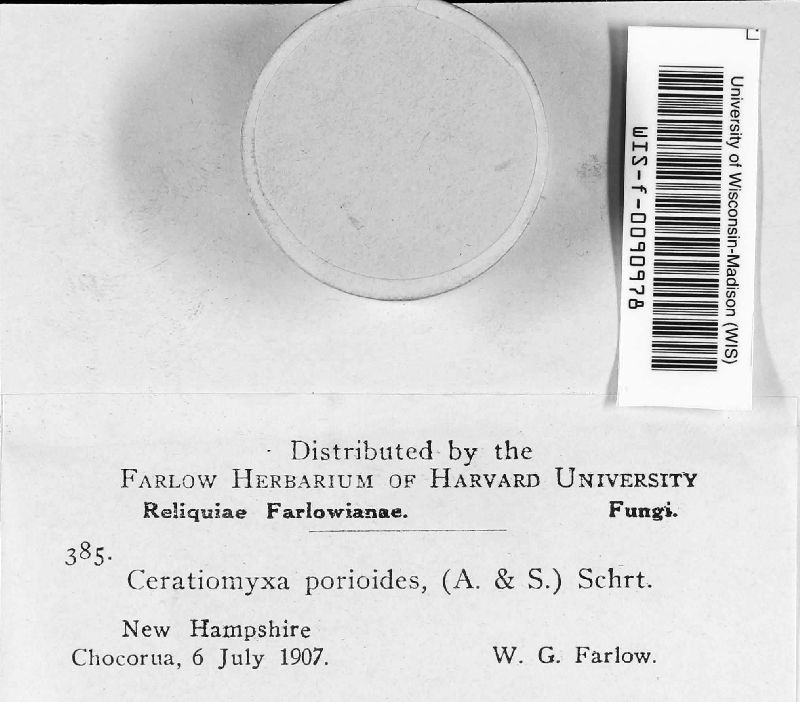 University of Wisconsin-Madison (WIS)
WIS-f-0090978
Distributed by the
FARLOW HERBARIUM OF HARVARD UNIVERSITY
Reliquiae Farlowianae. Fungi.
385.
Ceratiomyxa porioides, (A. & S.) Schrt.
New Hampshire
Chocorua, 6 July 1907. W. G. Farlow.